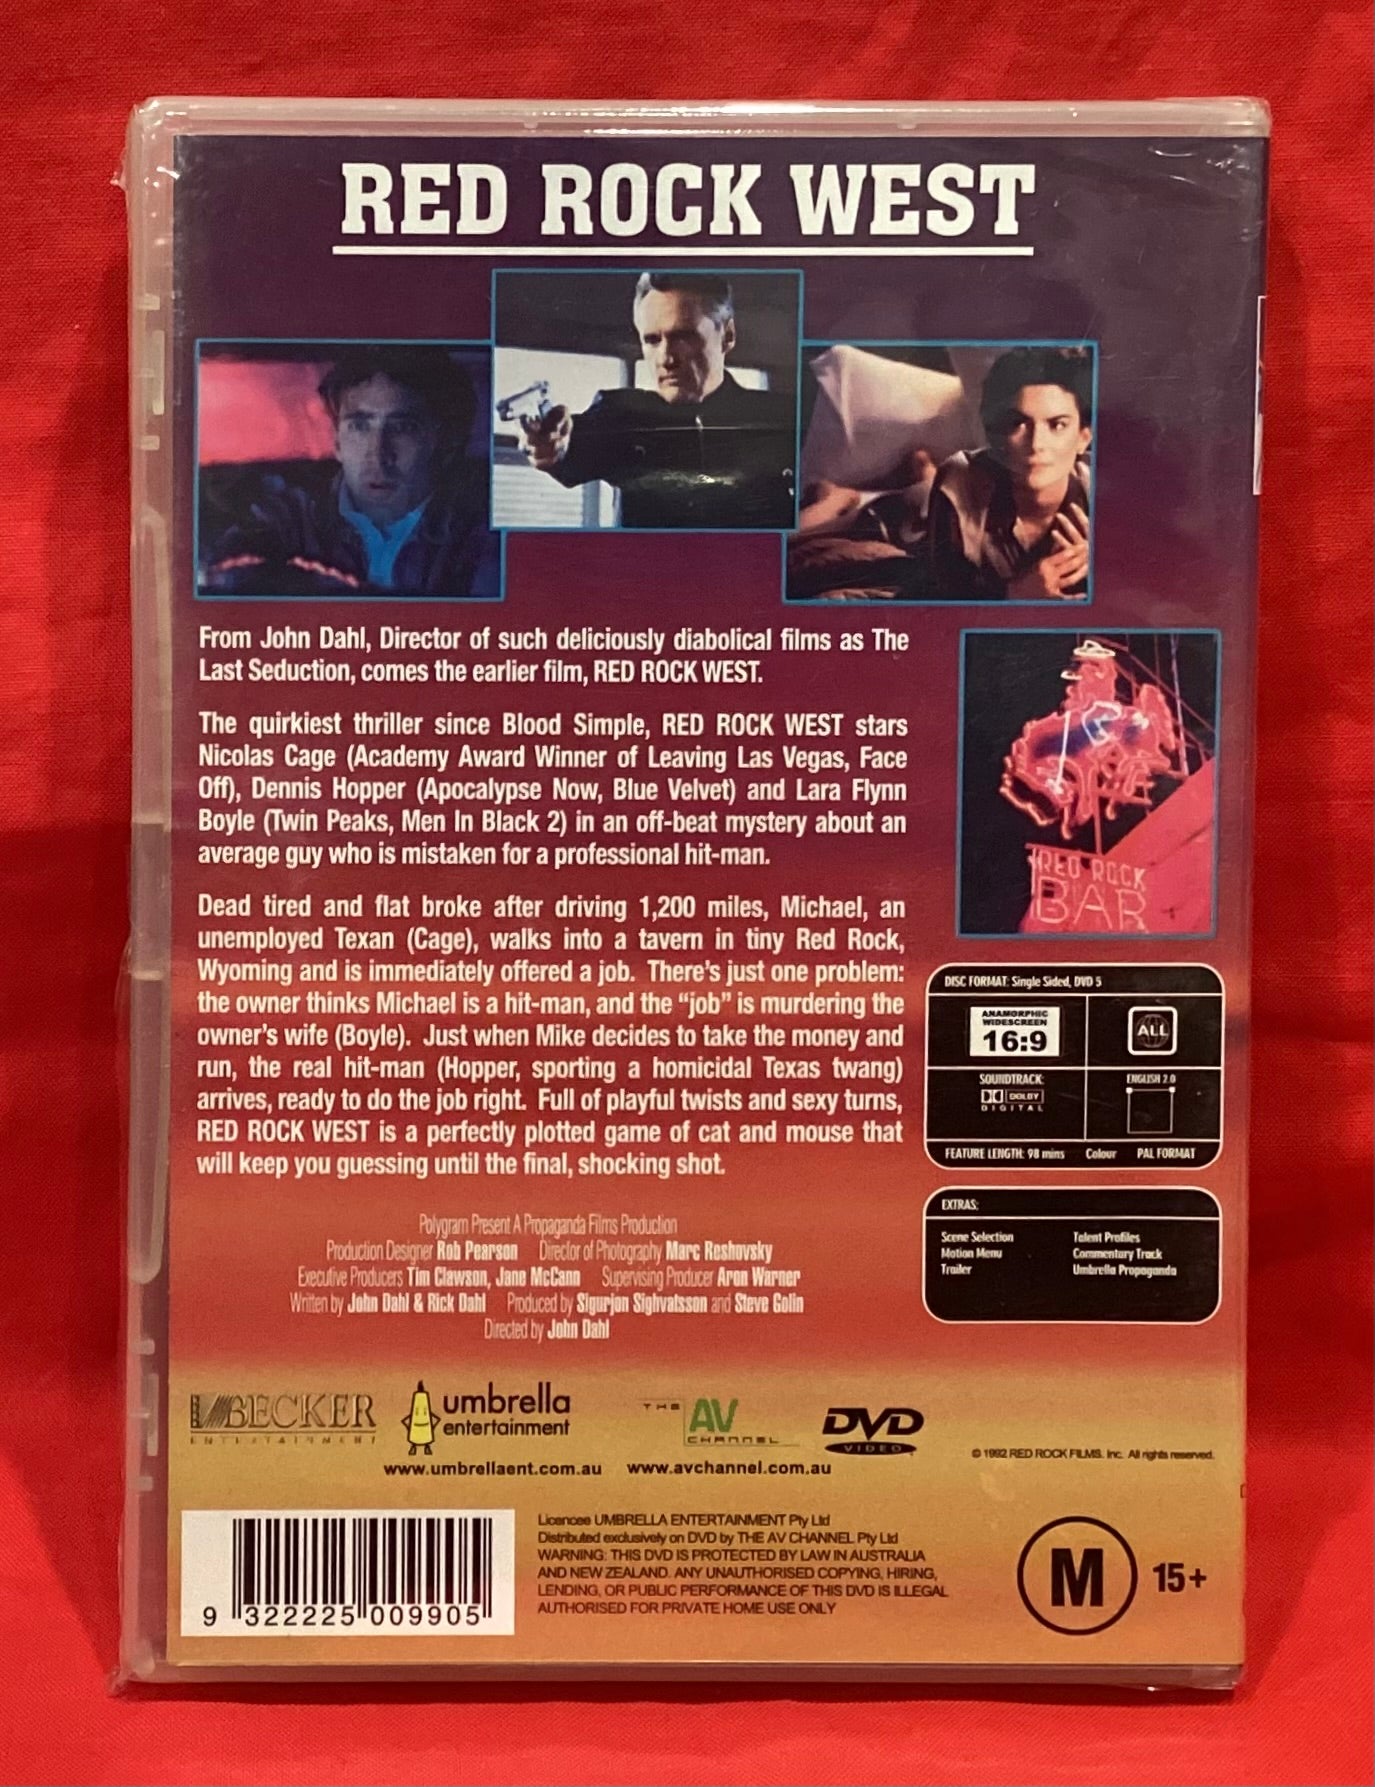 RED ROCK WEST
From John Dahl, Director of such deliciously diabolical films as The
Last Seduction, comes the earlier film, RED ROCK WEST.
The quirkiest thriller since Blood Simple, RED ROCK WEST stars
Nicolas Cage (Academy Award Winner of Leaving Las Vegas, Face
Off), Dennis Hopper (Apocalypse Now, Blue Velvet) and Lara Flynn
Boyle (Twin Peaks, Men In Black 2) in an off-beat mystery about an
average guy who is mistaken for a professional hit-man.
Dead tired and flat broke after driving 1,200 miles, Michael, an
unemployed Texan (Cage), walks into a tavern in tiny Red Rock,
Wyoming and is immediately offered a job. There's just one problem:
the owner thinks Michael is a hit-man, and the "job" is murdering the
owner's wife (Boyle). Just when Mike decides to take the money and
run, the real hit-man (Hopper, sporting a homicidal Texas twang)
arrives, ready to do the job right. Full of playful twists and sexy turns,
RED ROCK WEST is a perfectly plotted game of cat and mouse that
will keep you guessing until the final, shocking shot.
RED ROCK
BAR
DISC FORMAT: Single Sided, DVD 5
ANAMORPHIC
WIDESCREEN
16:9
ALL
SOUNDTRACK:
DOLBY
DIGITAL
ENGLISH 2.0
FEATURE LENGTH: 98 mins Colour PAL FORMAT
EXTRAS:
Scene Selection Talent Profiles
Motion Menu Commentary Track
Trailer Umbrella Propaganda
Polygram Present A Propaganda Films Production
Production Designer Rob Pearson Director of Photography Marc Reshovsky
Executive Producers Tim Clawson, Jane McCann Supervising Producer Aron Warner
Written by John Dahl & Rick Dahl Produced by Sigurjon Sighvatsson and Steve Golin
Directed by John Dahl
BECKER
ENTERTAINMENT
umbrella
entertainment
THE
AV
CHANNEL
DVD
VIDEO
© 1992 RED ROCK FILMS. Inc. All rights reserved.
www.umbrellaent.com.au www.avchannel.com.au
9 322225 009905
Licencee UMBRELLA ENTERTAINMENT Pty Ltd
Distributed exclusively on DVD by THE AV CHANNEL Pty Ltd
WARNING: THIS DVD IS PROTECTED BY LAW IN AUSTRALIA
AND NEW ZEALAND. ANY UNAUTHORISED COPYING, HIRING,
LENDING, OR PUBLIC PERFORMANCE OF THIS DVD IS ILLEGAL
AUTHORISED FOR PRIVATE HOME USE ONLY
M 15+